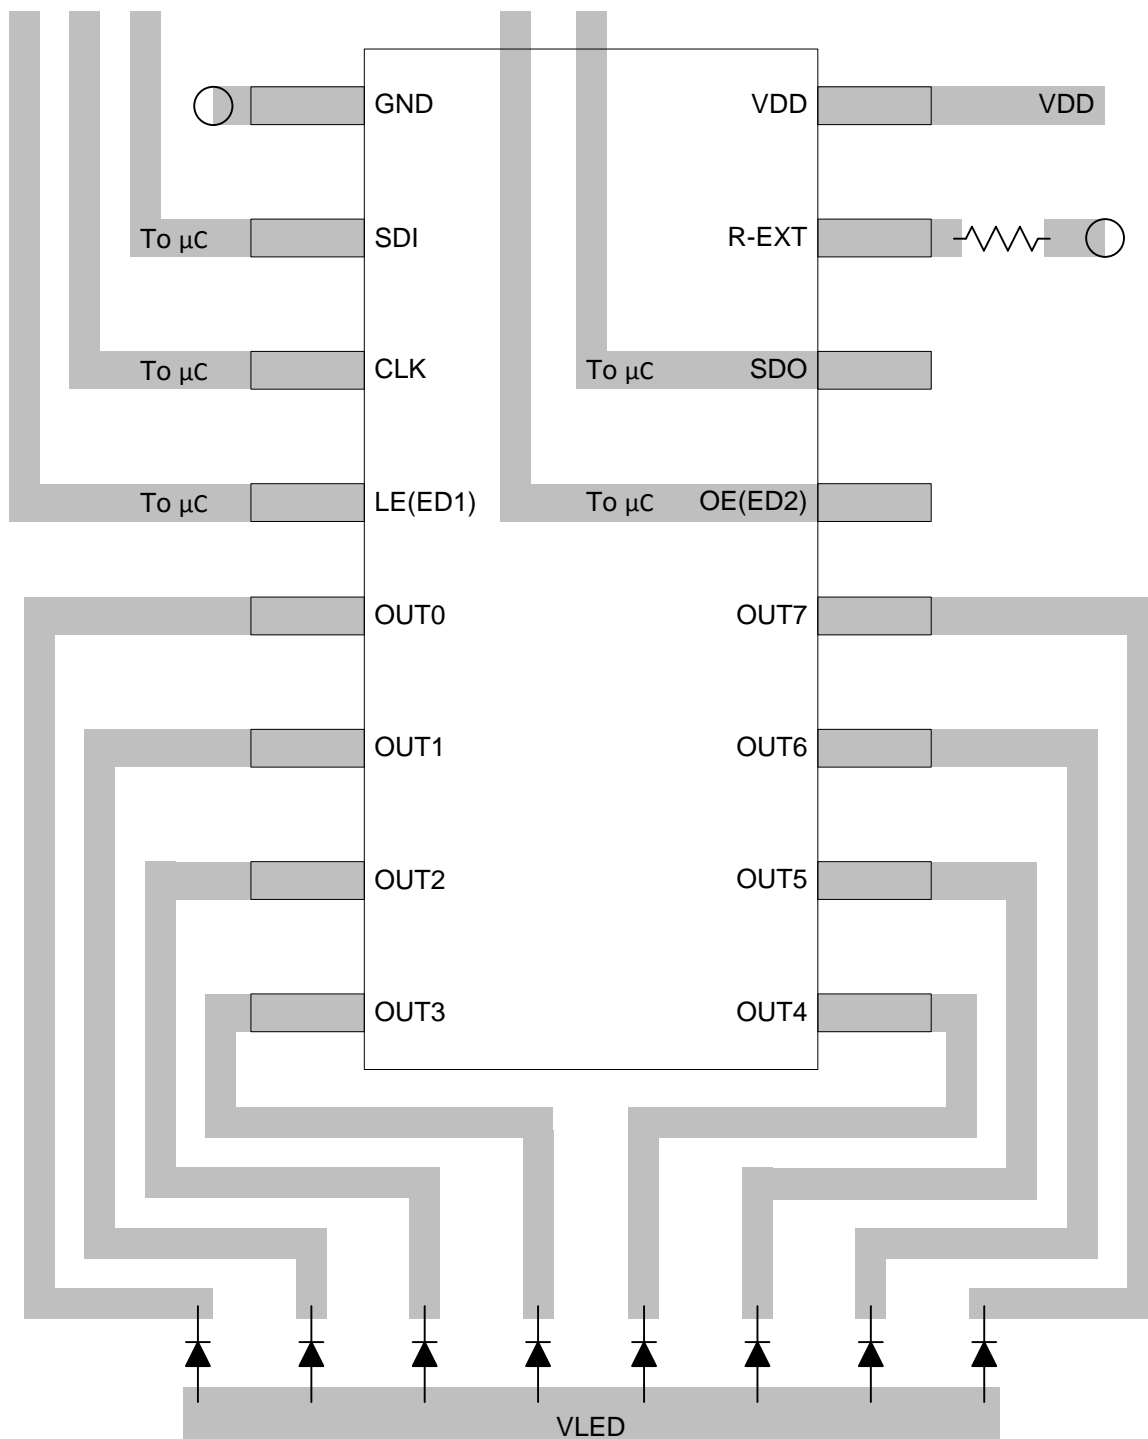 GND VDD VDD
To μC SDI R-EXT
To μC CLK To μC SDO
To μC LE(ED1) To μC OE(ED2)
OUT0 OUT7
OUT1 OUT6
OUT2 OUT5
OUT3 OUT4
VLED